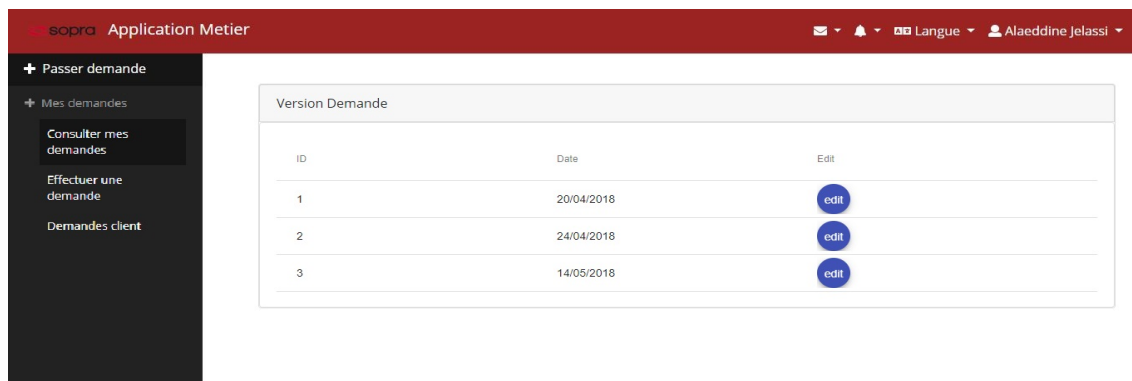 sopra Application Metier Langue Alaeddine Jelassi
Passer demande
Mes demandes
Consulter mes
demandes
Effectuer une
demande
Demandes client
Version Demande
ID Date Edit
1 20/04/2018 edit
2 24/04/2018 edit
3 14/05/2018 edit